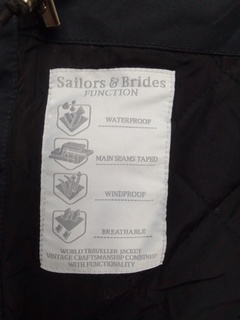 Sailors & Brides
FUNCTION
WATERPROOF
MAIN SEAMS TAPED
WINDPROOF
BREATHABLE
WORLD TRAVELLER JACKET
VINTAGE CRAFTSMANSHIP COMBINED
WITH FUNCTIONALITY